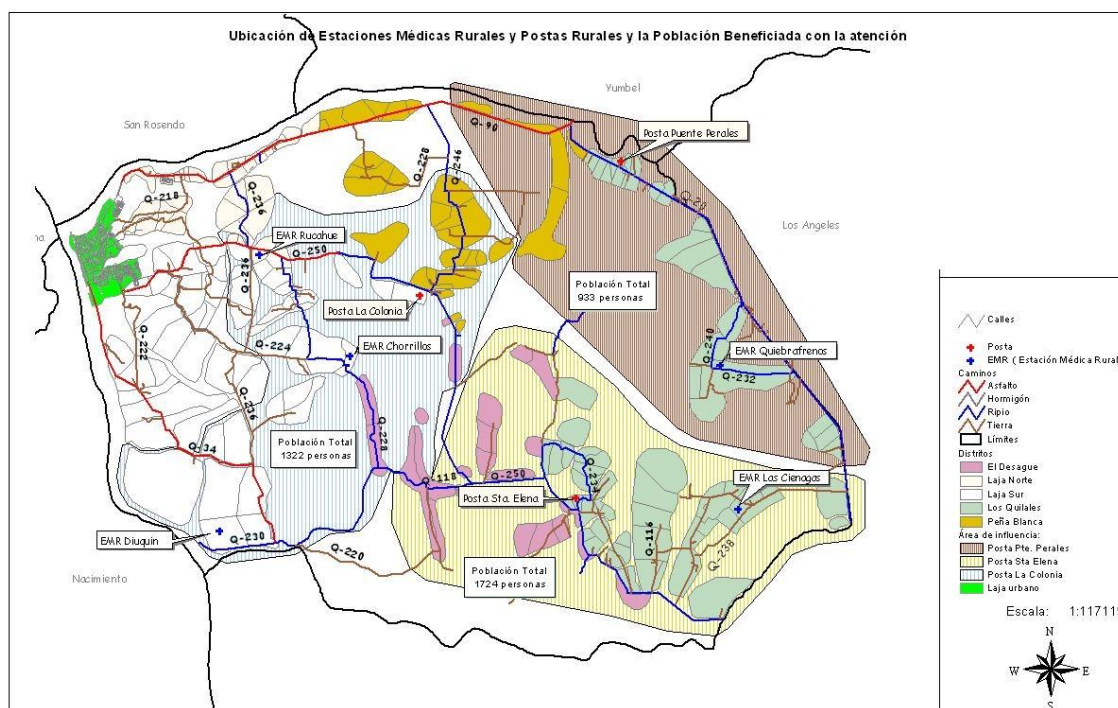 Ubicación de Estaciones Médicas Rurales y Postas Rurales y la Población Beneficiada con la atención
Yumbel
San Rosendo
Q-90
Posta Puente Perales
Q-228
Q-246
Q-218
Q-20
Q-236
Los Angeles
na
EMR Rucahue
Q-250
Q-236
Población Total
933 personas
Posta La Colonia
Q-240
EMR Quiebrafrenos
Q-224
EMR Chorrillos
Q-222
Q-232
Q-236
Q-228
Población Total
1322 personas
Q-34
Q-118
Q-250
Q-234
EMR Las Cienagas
Posta Sta. Elena
EMR Diuquin
Q-230
Q-220
Q-116
Q-238
Población Total
1724 personas
Nacimiento
Calles
Posta
EMR ( Estación Médica Rural
Caminos
Asfalto
Hormigón
Ripio
Tierra
Límites
Distritos
El Desague
Laja Norte
Laja Sur
Los Quilales
Peña Blanca
Área de influencia:
Posta Pte. Perales
Posta Sta Elena
Posta La Colonia
Laja urbano
Escala: 1:117115
N
W E
S